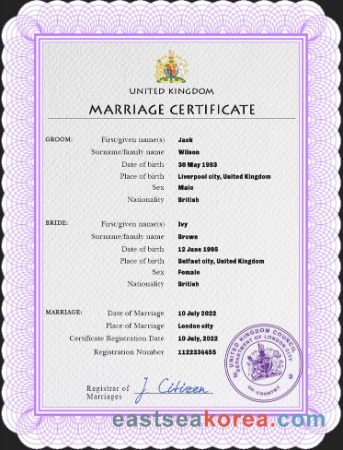 UNITED KINGDOM
MARRIAGE CERTIFICATE
GROOM: First/given name(s) Jack
Surname/family name Wilson
Date of birth 30 May 1993
Place of birth Liverpool city, United Kingdom
Sex Male
Nationality British
BRIDE: First/given name(s) Ivy
Surname/family name Brown
Date of birth 12 June 1995
Place of birth Belfast city, United Kingdom
Sex Female
Nationality British
MARRIAGE: Date of Marriage 10 July 2022
Place of Marriage London city
Certificate Registration Date 10 July, 2022
Registration Number 1122334455
UNITED KINGDOM COUNCIL
DEPARTMENT OF LONDON CITY
UK COUNTRY
Registrar of Marriages J. Citizen
eastseakorea.com